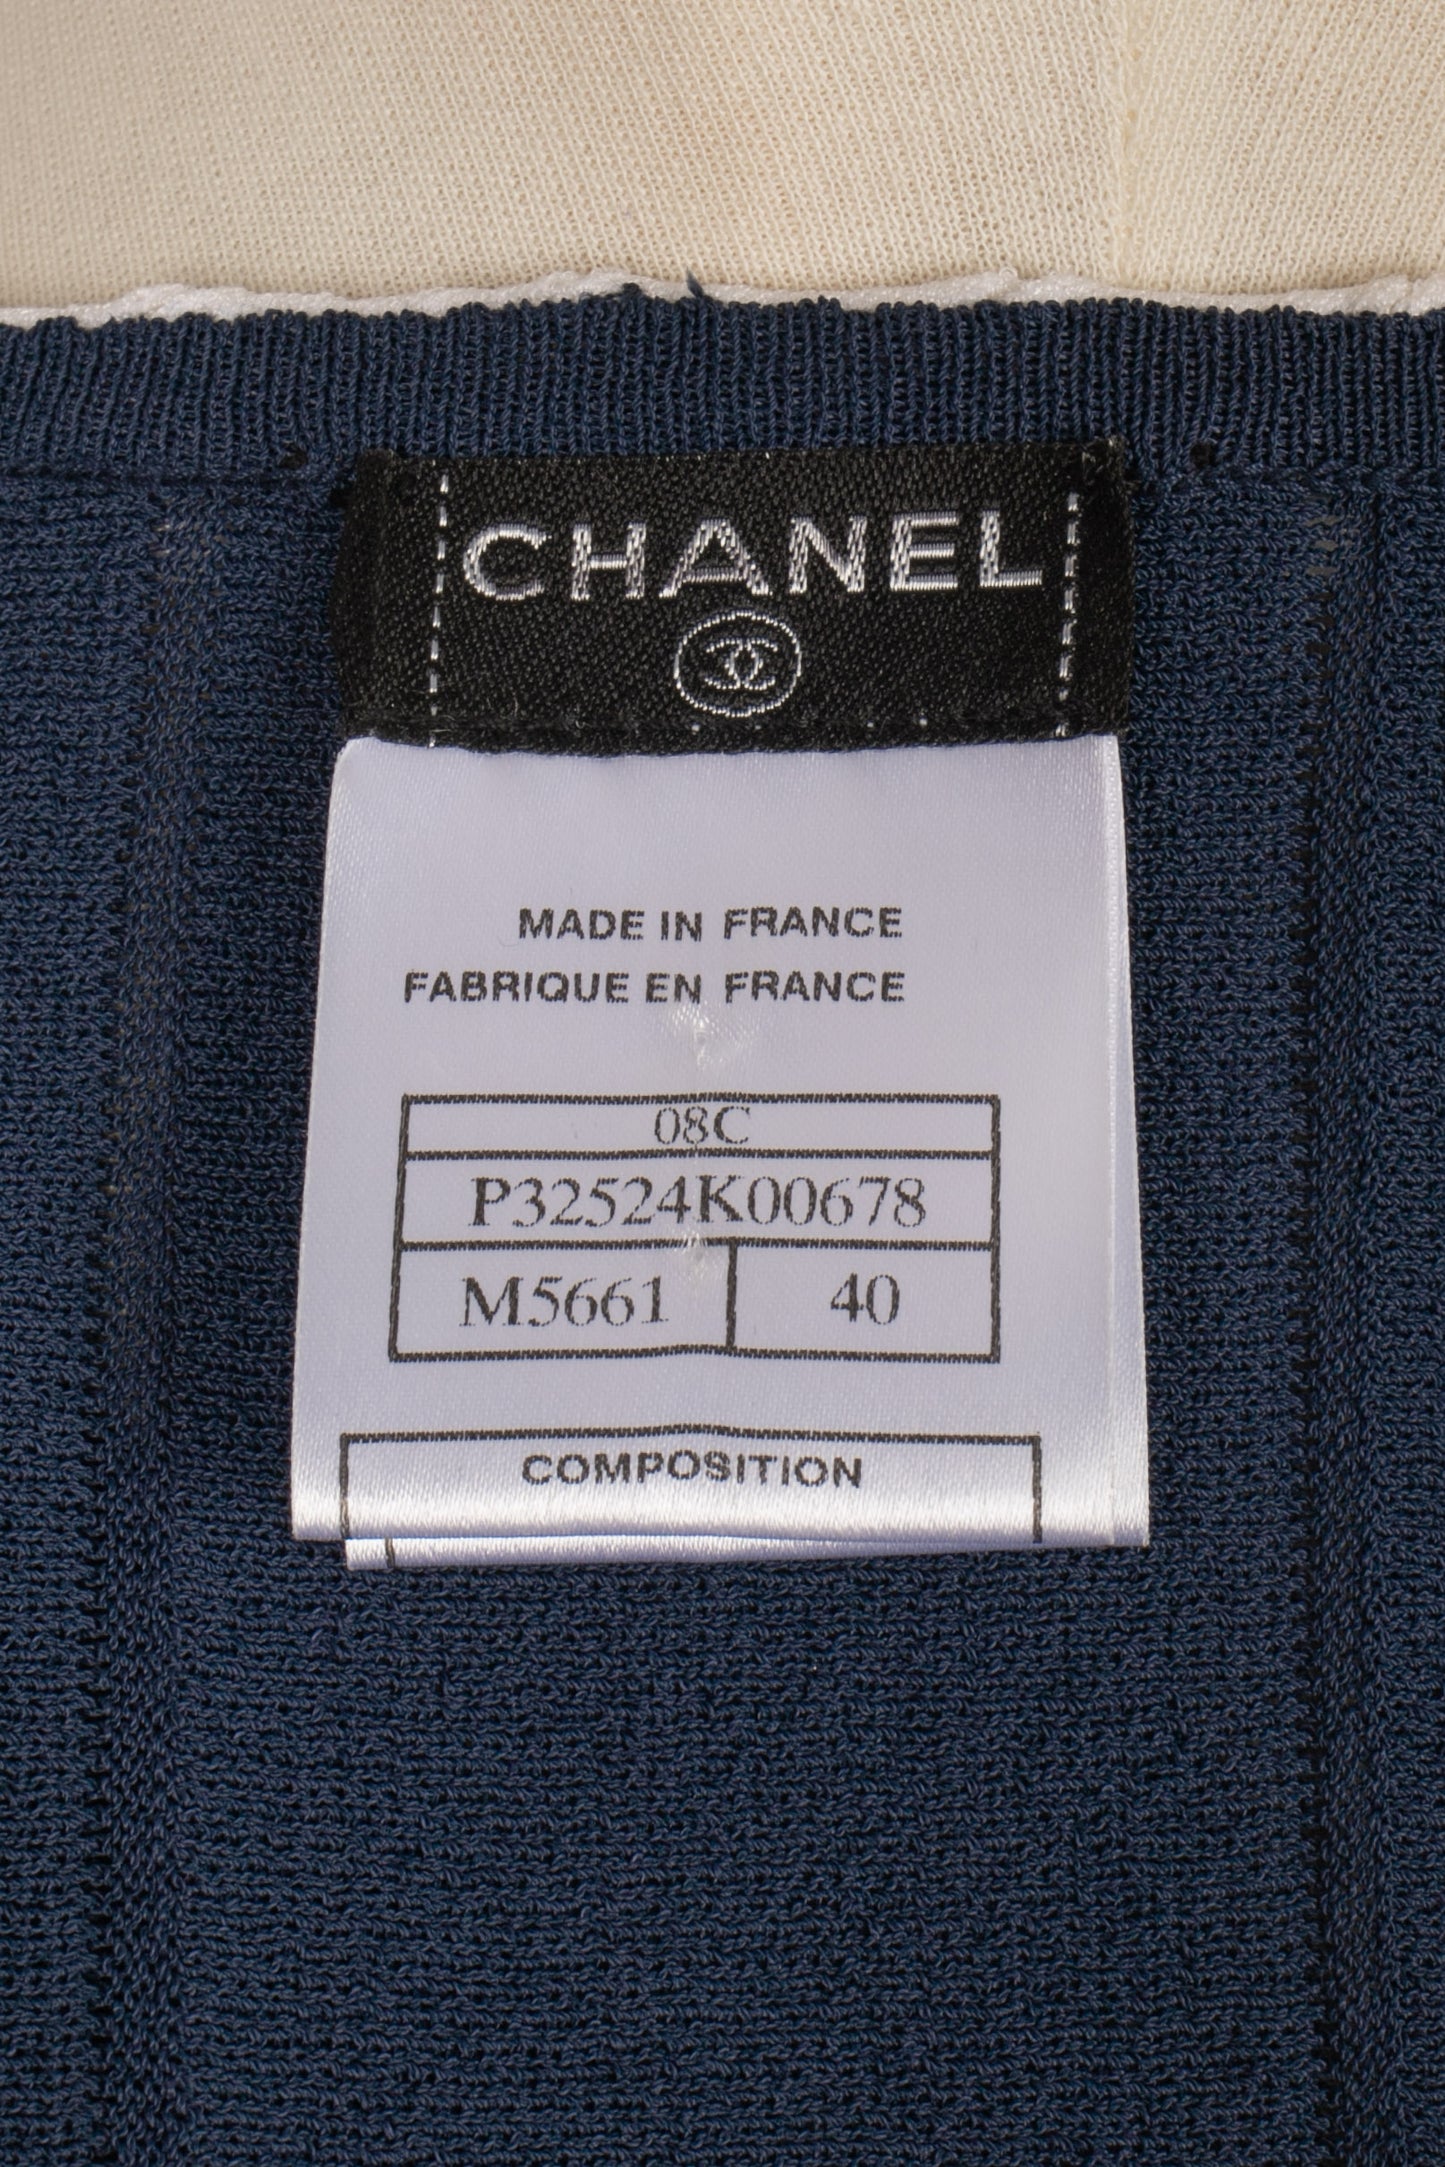 CHANEL
MADE IN FRANCE
FABRIQUE EN FRANCE
08C
P32524K00678
M5661 40
COMPOSITION